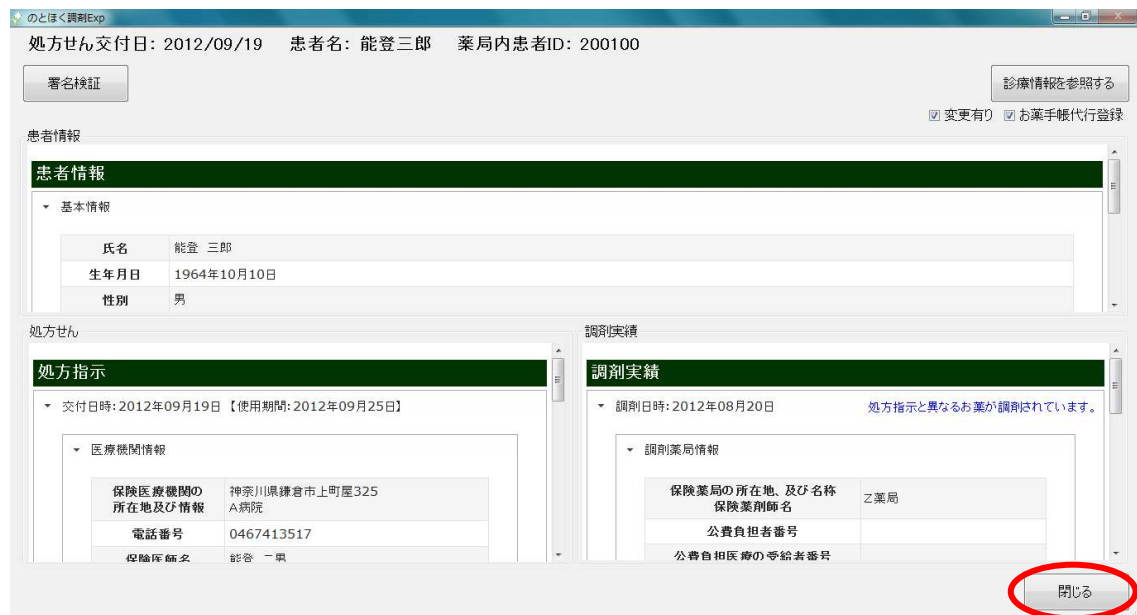 のとほく調剤Exp
処方せん交付日: 2012/09/19 患者名: 能登三郎 薬局内患者ID: 200100
署名検証
診療情報を参照する
変更有り お薬手帳代行登録
患者情報
患者情報
基本情報
氏名 能登 三郎
生年月日 1964年10月10日
性別 男
処方せん
処方指示
交付日時:2012年09月19日【使用期間:2012年09月25日】
医療機関情報
保険医療機関の
所在地及び情報
神奈川県鎌倉市上町屋325
A病院
電話番号 0467413517
保険医師名 能登 二男
調剤実績
調剤実績
調剤日時:2012年08月20日 処方指示と異なるお薬が調剤されています。
調剤薬局情報
保険薬局の所在地、及び名称
保険薬剤師名
Z薬局
公費負担者番号
公費負担医療の受給者番号
閉じる